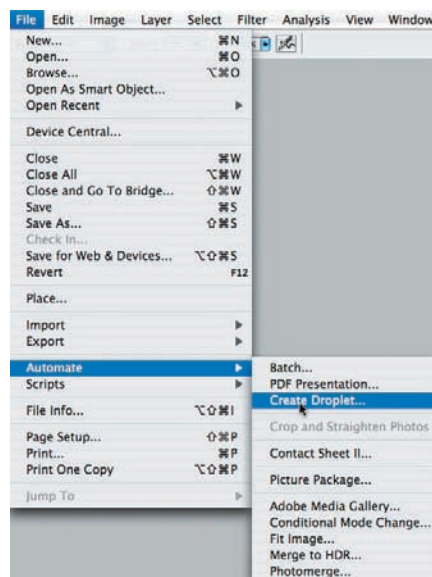 File Edit Image Layer Select Filter Analysis View Window
New... ⌘N
Open... ⌘O
Browse... ⌥⌘O
Open As Smart Object...
Open Recent ▶
Device Central...
Close ⌘W
Close All ⌥⌘W
Close and Go To Bridge... ⇧⌘W
Save ⌘S
Save As... ⇧⌘S
Check In...
Save for Web & Devices... ⌥⇧⌘S
Revert F12
Place...
Import ▶
Export ▶
Automate ▶
Scripts ▶
File Info... ⌥⇧⌘I
Page Setup... ⇧⌘P
Print... ⌘P
Print One Copy ⌥⇧⌘P
Jump To ▶
Batch...
PDF Presentation...
Create Droplet...
Crop and Straighten Photos
Contact Sheet II...
Picture Package...
Adobe Media Gallery...
Conditional Mode Change...
Fit Image...
Merge to HDR...
Photomerge...